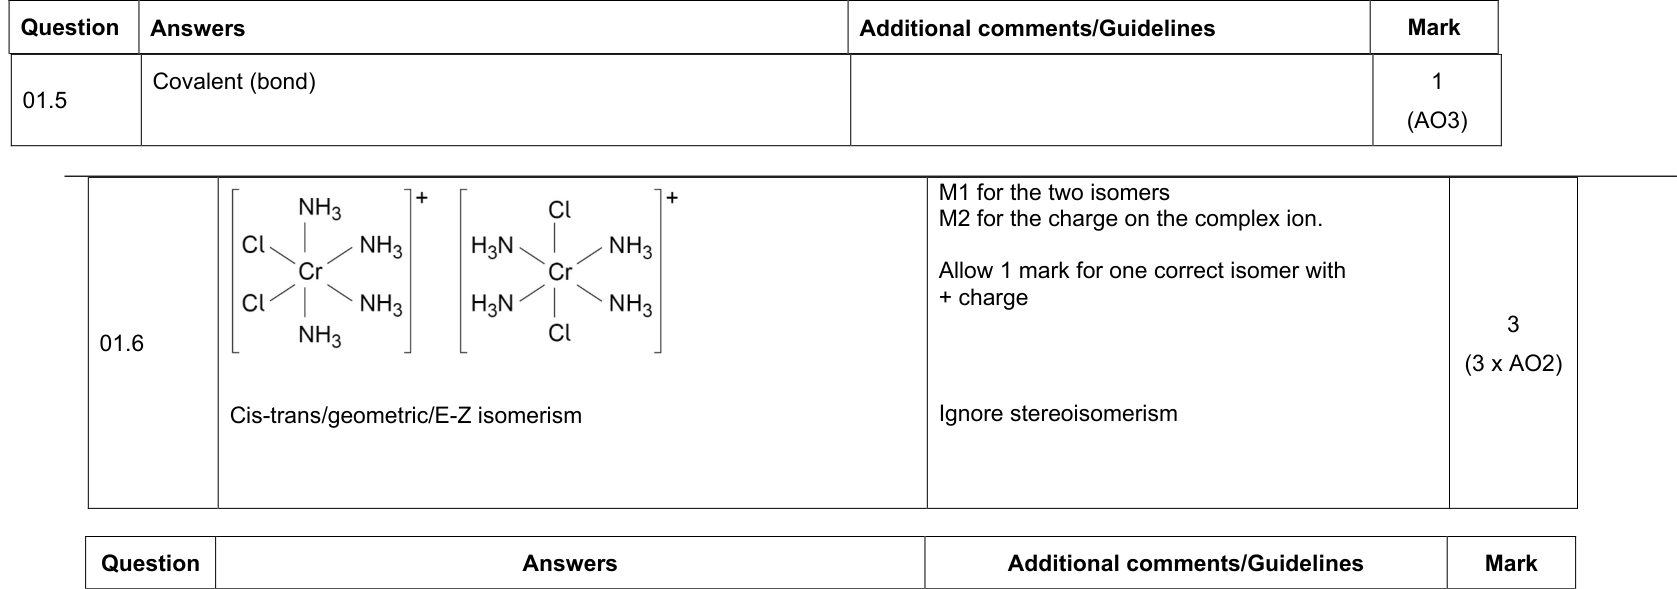 Question Answers Additional comments/Guidelines Mark
01.5 Covalent (bond) 1
(AO3)
01.6
NH3 + Cl +
Cl NH3 H3N NH3
Cr Cr
Cl NH3 H3N NH3
NH3 Cl
Cis-trans/geometric/E-Z isomerism
M1 for the two isomers
M2 for the charge on the complex ion.
Allow 1 mark for one correct isomer with
+ charge
Ignore stereoisomerism
3
(3 x AO2)
Question Answers Additional comments/Guidelines Mark